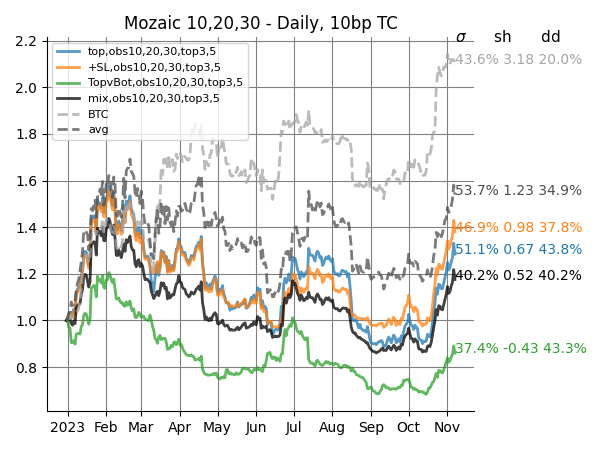 Mozaic 10,20,30 - Daily, 10bp TC
σ sh dd
top,obs10,20,30,top3,5
+SL,obs10,20,30,top3,5
TopvBot,obs10,20,30,top3,5
mix,obs10,20,30,top3,5
BTC
avg
2.2
2.0
1.8
1.6
1.4
1.2
1.0
0.8
43.6% 3.18 20.0%
53.7% 1.23 34.9%
46.9% 0.98 37.8%
51.1% 0.67 43.8%
40.2% 0.52 40.2%
37.4% -0.43 43.3%
2023 Feb Mar Apr May Jun Jul Aug Sep Oct Nov